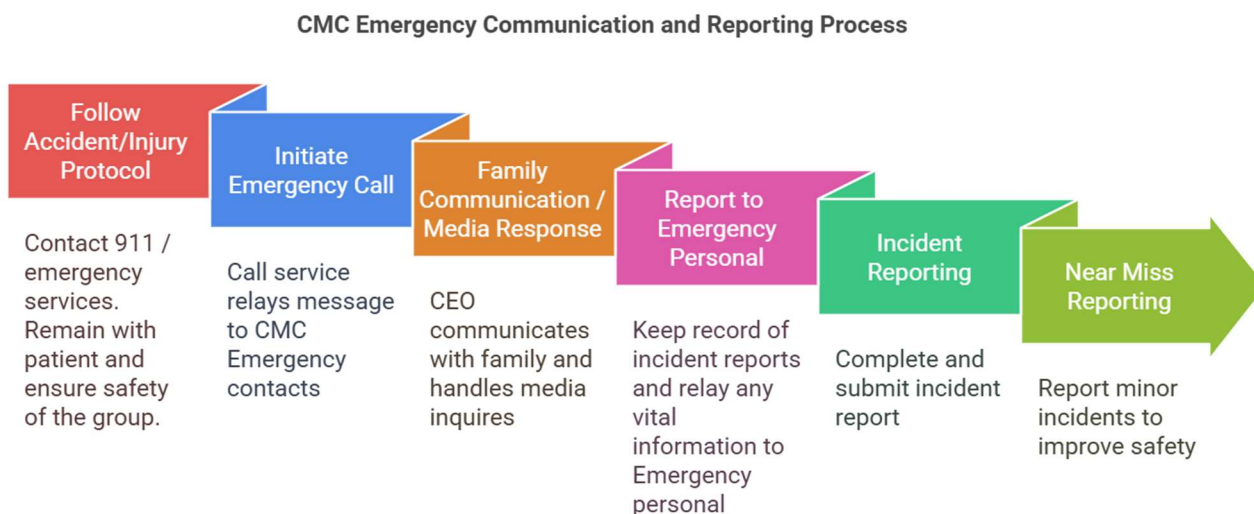 CMC Emergency Communication and Reporting Process
Follow
Accident/Injury
Protocol
Contact 911 /
emergency
services.
Remain with
patient and
ensure safety
of the group.
Initiate
Emergency Call
Call service
relays message
to CMC
Emergency
contacts
Family
Communication /
Media Response
CEO
communicates
with family and
handles media
inquires
Report to
Emergency
Personal
Keep record of
incident reports
and relay any
vital
information to
Emergency
personal
Incident
Reporting
Complete and
submit incident
report
Near Miss
Reporting
Report minor
incidents to
improve safety